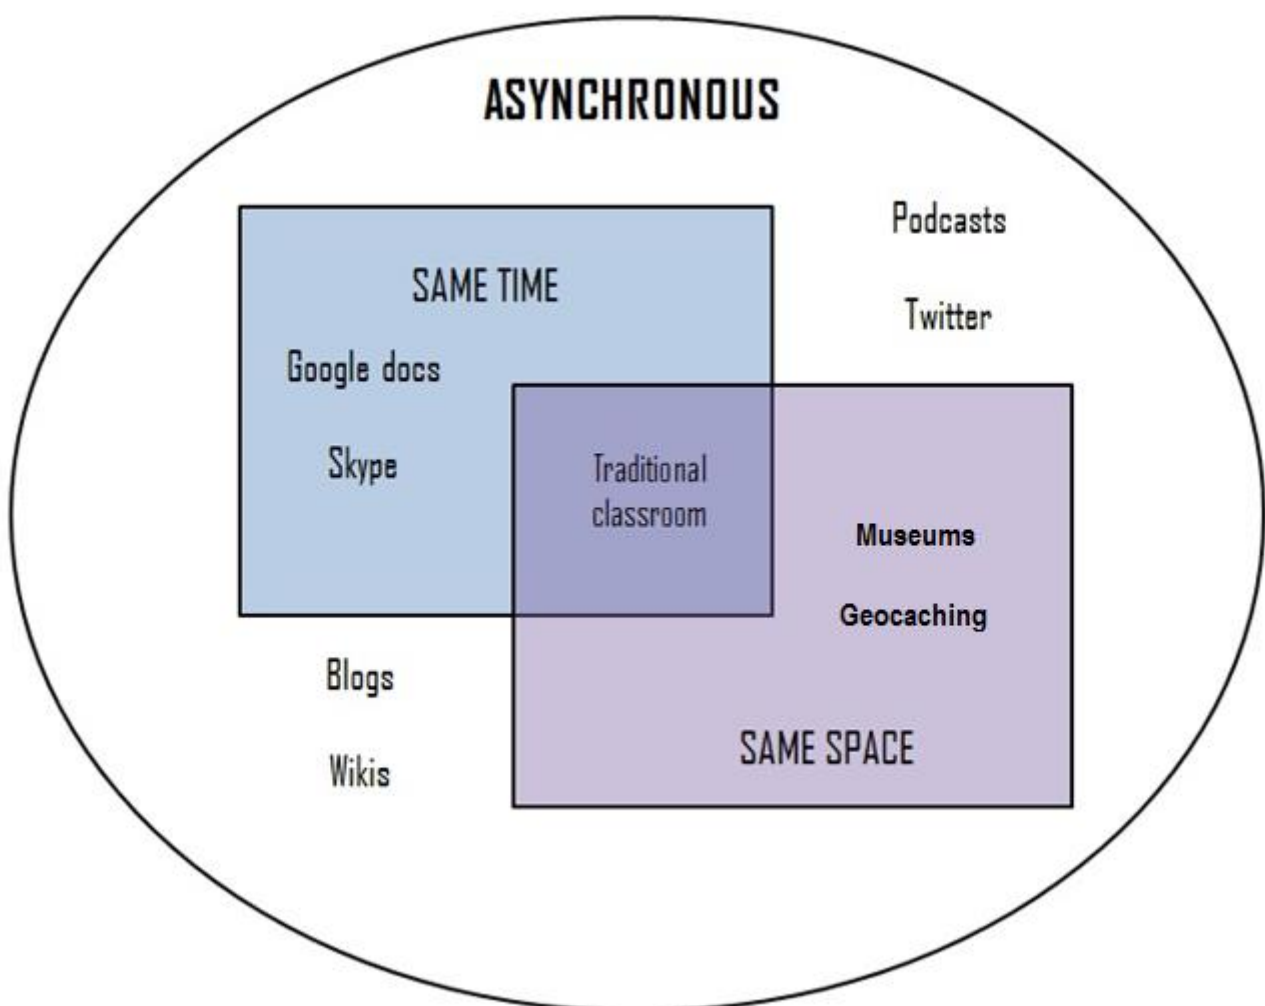 ASYNCHRONOUS
Podcasts
SAME TIME
Twitter
Google docs
Skype
Traditional
classroom
Museums
Geocaching
Blogs
SAME SPACE
Wikis